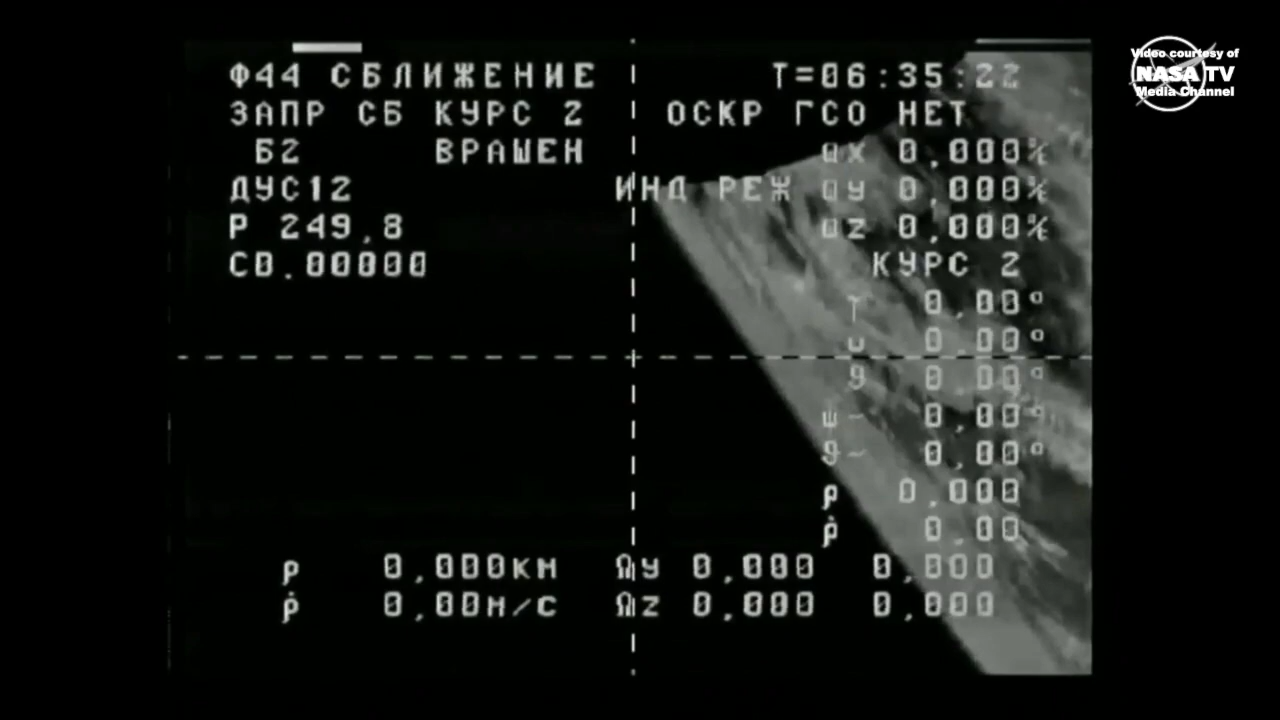 Video courtesy of
NASA TV
Media Channel
Ф44 СБЛИЖЕНИЕ T=06:35:22
ЗАПР СБ КУРС 2 ОСКР ГСО НЕТ
Б2 ВРАЩЕН ωX 0,000%
ДУС12 ИНД РЕЖ ωУ 0,000%
Р 249,8 ωZ 0,000%
СD.00000 КУРС 2
γ 0,00°
ψ 0,00°
ϑ 0,00°
ψ~ 0,00°
ϑ~ 0,00°
ρ 0,000
ρ̇ 0,00
ρ 0,000КМ ΩУ 0,000 0,000
ρ̇ 0,00М/С ΩZ 0,000 0,000